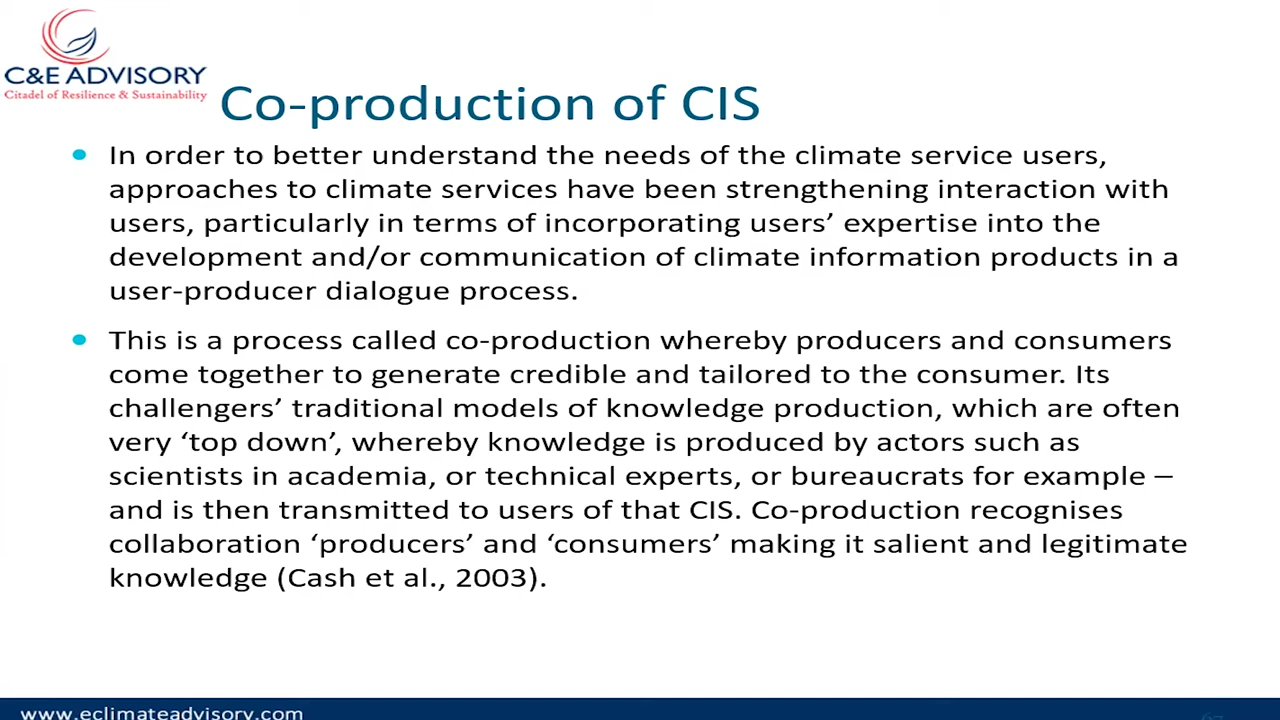 C&E ADVISORY
Citadel of Resilience & Sustainability
Co-production of CIS
• In order to better understand the needs of the climate service users,
approaches to climate services have been strengthening interaction with
users, particularly in terms of incorporating users’ expertise into the
development and/or communication of climate information products in a
user-producer dialogue process.
• This is a process called co-production whereby producers and consumers
come together to generate credible and tailored to the consumer. Its
challengers’ traditional models of knowledge production, which are often
very ‘top down’, whereby knowledge is produced by actors such as
scientists in academia, or technical experts, or bureaucrats for example –
and is then transmitted to users of that CIS. Co-production recognises
collaboration ‘producers’ and ‘consumers’ making it salient and legitimate
knowledge (Cash et al., 2003).
www.eclimateadvisory.com